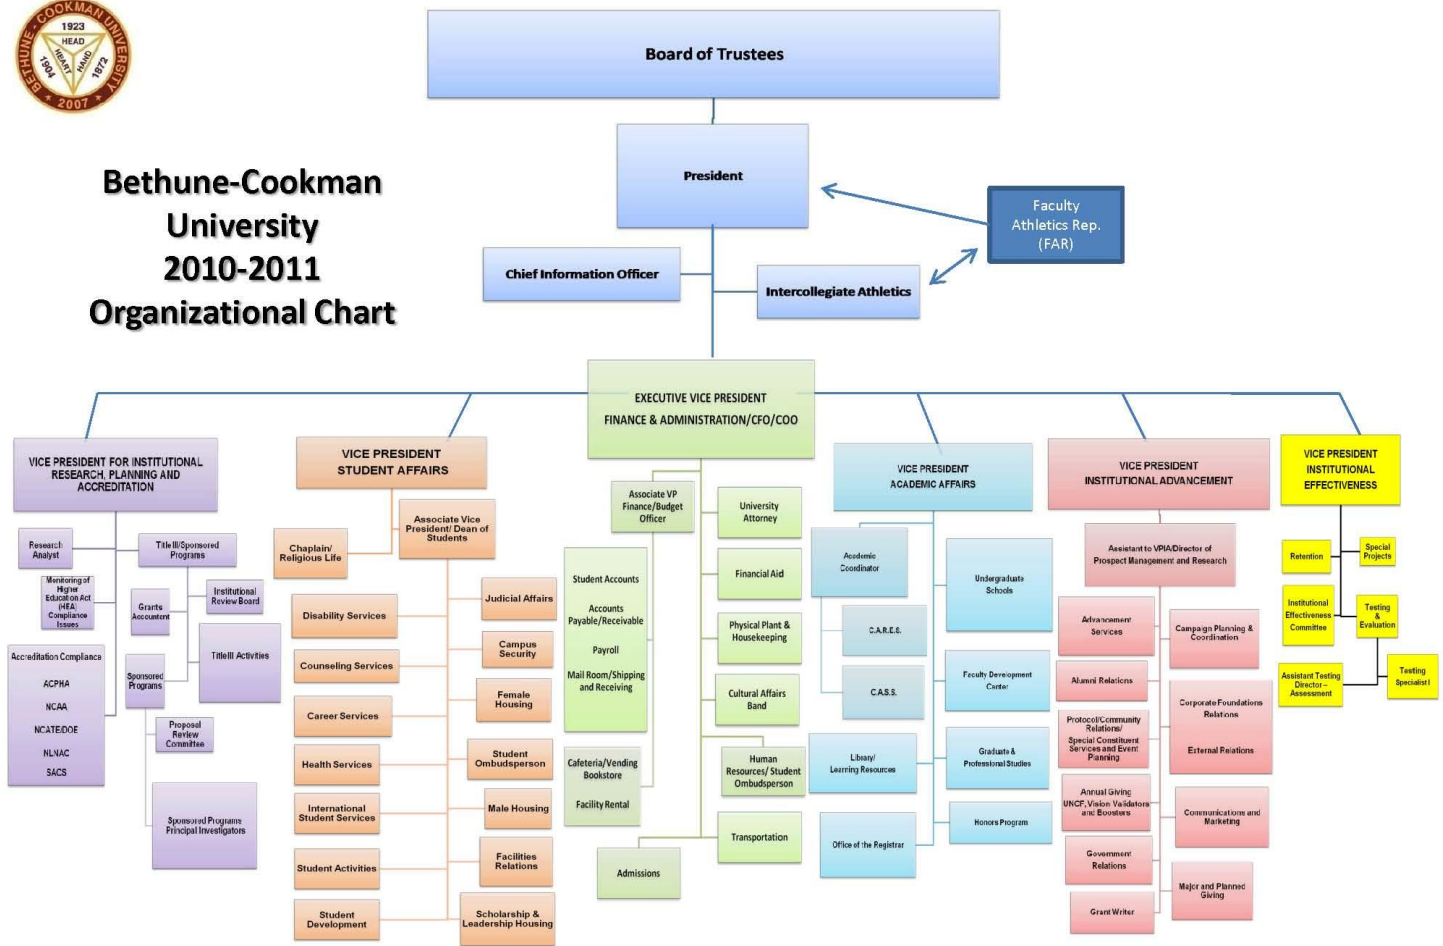 BETHUNE - COOKMAN UNIVERSITY
1923
HEAD
HEART
HAND
1904
1872
★ 2007 ★
Board of Trustees
President
Bethune-Cookman
University
2010-2011
Organizational Chart
Faculty
Athletics Rep.
(FAR)
Chief Information Officer
Intercollegiate Athletics
EXECUTIVE VICE PRESIDENT
FINANCE & ADMINISTRATION/CFO/COO
VICE PRESIDENT FOR INSTITUTIONAL
RESEARCH, PLANNING AND
ACCREDITATION
Research
Analyst
Title III/Sponsored
Programs
Monitoring of
Higher
Education Act
(HEA)
Compliance
Issues
Grants
Accountent
Institutional
Review Board
Accreditation Compliance
ACPHA
NCAA
NCATE/DOE
NLNAC
SACS
Sponsored
Programs
Title III Activities
Proposal
Review
Committee
Sponsored Programs
Principal Investigators
VICE PRESIDENT
STUDENT AFFAIRS
Chaplain/
Religious Life
Associate Vice
President/ Dean of
Students
Disability Services
Judicial Affairs
Counseling Services
Campus
Security
Career Services
Female
Housing
Health Services
Student
Ombudsperson
International
Student Services
Male Housing
Student Activities
Facilities
Relations
Student
Development
Scholarship &
Leadership Housing
Associate VP
Finance/Budget
Officer
University
Attorney
Student Accounts
Accounts
Payable/Receivable
Payroll
Mail Room/Shipping
and Receiving
Financial Aid
Physical Plant &
Housekeeping
Cultural Affairs
Band
Cafeteria/Vending
Bookstore
Facility Rental
Human
Resources/ Student
Ombudsperson
Transportation
Admissions
VICE PRESIDENT
ACADEMIC AFFAIRS
Academic
Coordinator
Undergraduate
Schools
C.A.R.E.S.
C.A.S.S.
Faculty Development
Center
Library/
Learning Resources
Graduate &
Professional Studies
Office of the Registrar
Honors Program
VICE PRESIDENT
INSTITUTIONAL ADVANCEMENT
Assistant to VPIA/Director of
Prospect Management and Research
Advancement
Services
Campaign Planning &
Coordination
Alumni Relations
Corporate Foundations
Relations
External Relations
Protocol/Community
Relations/
Special Constituent
Services and Event
Planning
Annual Giving
UNCF, Vision Validators
and Boosters
Communications and
Marketing
Government
Relations
Major and Planned
Giving
Grant Writer
VICE PRESIDENT
INSTITUTIONAL
EFFECTIVENESS
Retention
Special
Projects
Institutional
Effectiveness
Committee
Testing
&
Evaluation
Assistant Testing
Director –
Assessment
Testing
Specialist I